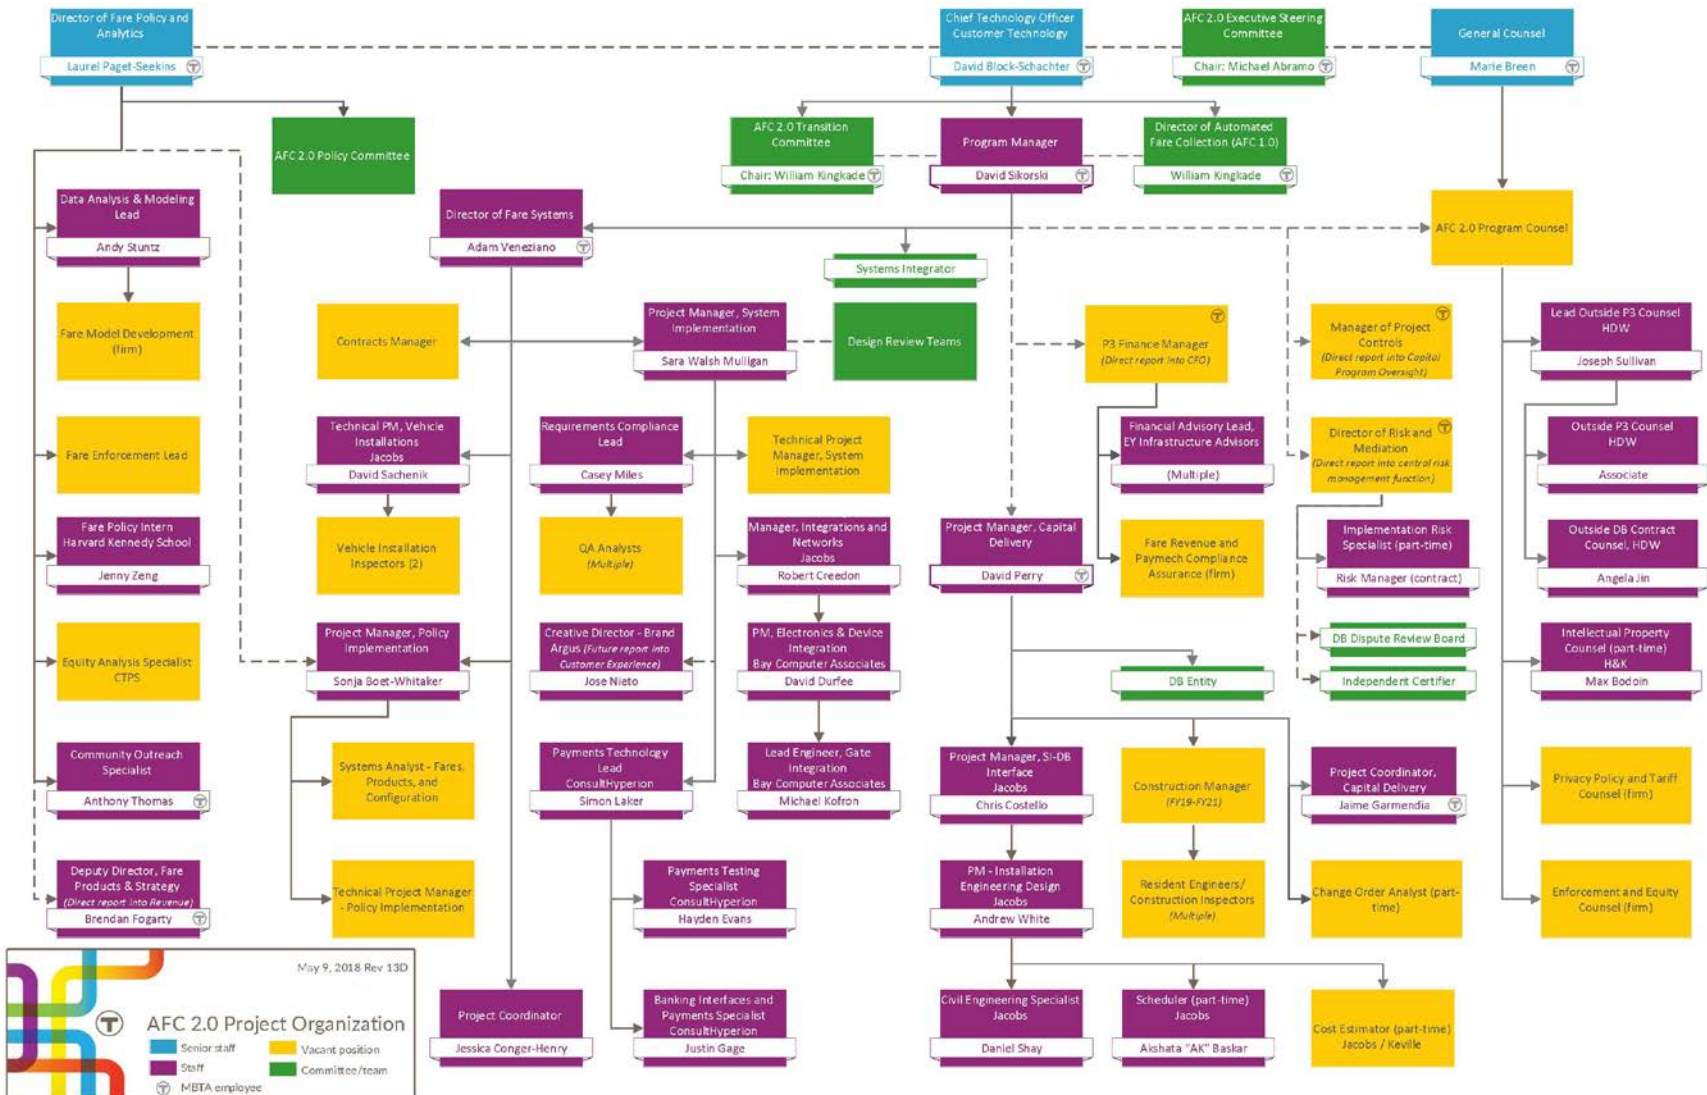 Director of Fare Policy and
Analytics
Laurel Paget-Seekins
Chief Technology Officer
Customer Technology
David Block-Schachter
AFC 2.0 Executive Steering
Committee
Chair: Michael Abramo
General Counsel
Marie Breen
AFC 2.0 Policy Committee
AFC 2.0 Transition
Committee
Chair: William Kingkade
Program Manager
David Sikorski
Director of Automated
Fare Collection (AFC 1.0)
William Kingkade
Data Analysis & Modeling
Lead
Andy Stuntz
Director of Fare Systems
Adam Veneziano
AFC 2.0 Program Counsel
Systems Integrator
Fare Model Development
(firm)
Contracts Manager
Project Manager, System
Implementation
Sara Walsh Mulligan
Design Review Teams
P3 Finance Manager
(Direct report into CFO)
Manager of Project
Controls
(Direct report into Capital
Program Oversight)
Lead Outside P3 Counsel
HDW
Joseph Sullivan
Fare Enforcement Lead
Technical PM, Vehicle
Installations
Jacobs
David Sachenik
Requirements Compliance
Lead
Casey Miles
Technical Project
Manager, System
Implementation
Financial Advisory Lead,
EY Infrastructure Advisors
(Multiple)
Director of Risk and
Mediation
(Direct report into central risk
management function)
Outside P3 Counsel
HDW
Associate
Fare Policy Intern
Harvard Kennedy School
Jenny Zeng
Vehicle Installation
Inspectors (2)
QA Analysts
(Multiple)
Manager, Integrations and
Networks
Jacobs
Robert Creedon
Project Manager, Capital
Delivery
David Perry
Fare Revenue and
Paymech Compliance
Assurance (firm)
Implementation Risk
Specialist (part-time)
Risk Manager (contract)
Outside DB Contract
Counsel, HDW
Angela Jin
Equity Analysis Specialist
CTPS
Project Manager, Policy
Implementation
Sonja Boet-Whitaker
Creative Director - Brand
Argus (Future report into
Customer Experience)
Jose Nieto
PM, Electronics & Device
Integration
Bay Computer Associates
David Durfee
DB Entity
DB Dispute Review Board
Independent Certifier
Intellectual Property
Counsel (part-time)
H&K
Max Bodoin
Community Outreach
Specialist
Anthony Thomas
Systems Analyst - Fares,
Products, and
Configuration
Payments Technology
Lead
ConsultHyperion
Simon Laker
Lead Engineer, Gate
Integration
Bay Computer Associates
Michael Kofron
Project Manager, SI-DB
Interface
Jacobs
Chris Costello
Construction Manager
(FY19-FY21)
Project Coordinator,
Capital Delivery
Jaime Garmendia
Privacy Policy and Tariff
Counsel (firm)
Deputy Director, Fare
Products & Strategy
(Direct report into Revenue)
Brendan Fogarty
Technical Project Manager
- Policy Implementation
Payments Testing
Specialist
ConsultHyperion
Hayden Evans
PM - Installation
Engineering Design
Jacobs
Andrew White
Resident Engineers/
Construction Inspectors
(Multiple)
Change Order Analyst (part-
time)
Enforcement and Equity
Counsel (firm)
Project Coordinator
Jessica Conger-Henry
Banking Interfaces and
Payments Specialist
ConsultHyperion
Justin Gage
Civil Engineering Specialist
Jacobs
Daniel Shay
Scheduler (part-time)
Jacobs
Akshata "AK" Baskar
Cost Estimator (part-time)
Jacobs / Keville
May 9, 2018 Rev 13D
T AFC 2.0 Project Organization
Senior staff
Vacant position
Staff
Committee/team
T MBTA employee